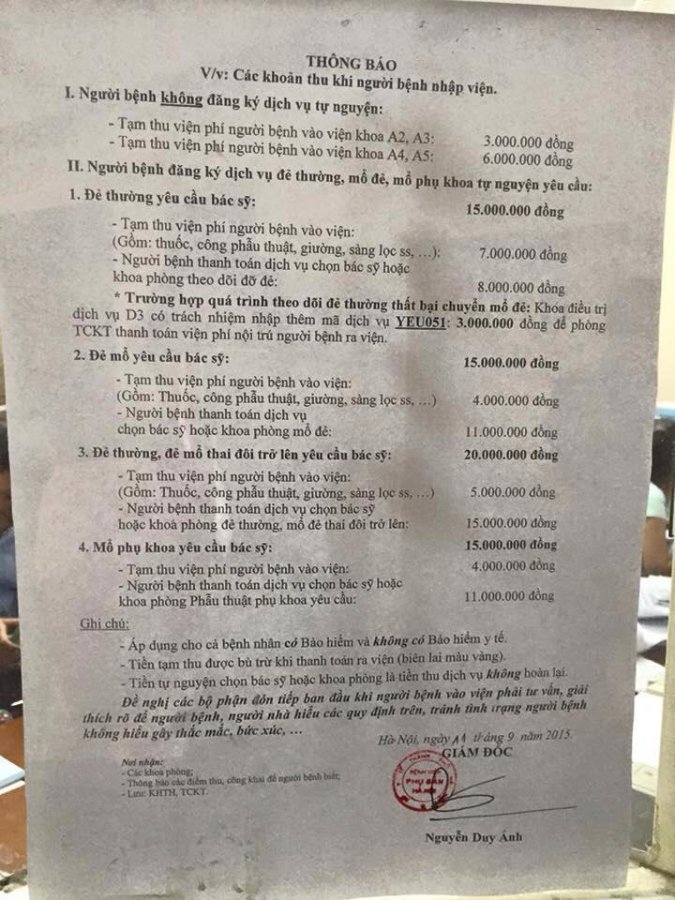 THÔNG BÁO
V/v: Các khoản thu khi người bệnh nhập viện.
I. Người bệnh không đăng ký dịch vụ tự nguyện:
- Tạm thu viện phí người bệnh vào viện khoa A2, A3: 3.000.000 đồng
- Tạm thu viện phí người bệnh vào viện khoa A4, A5: 6.000.000 đồng
II. Người bệnh đăng ký dịch vụ đẻ thường, mổ đẻ, mổ phụ khoa tự nguyện yêu cầu:
1. Đẻ thường yêu cầu bác sỹ: 15.000.000 đồng
- Tạm thu viện phí người bệnh vào viện:
(Gồm: thuốc, công phẫu thuật, giường, sàng lọc ss, ...): 7.000.000 đồng
- Người bệnh thanh toán dịch vụ chọn bác sỹ hoặc
khoa phòng theo dõi đỡ đẻ: 8.000.000 đồng
* Trường hợp quá trình theo dõi đẻ thường thất bại chuyển mổ đẻ: Khoa điều trị
dịch vụ D3 có trách nhiệm nhập thêm mã dịch vụ YEU051: 3.000.000 đồng để phòng
TCKT thanh toán viện phí nội trú người bệnh ra viện.
2. Đẻ mổ yêu cầu bác sỹ: 15.000.000 đồng
- Tạm thu viện phí người bệnh vào viện:
(Gồm: Thuốc, công phẫu thuật, giường, sàng lọc ss, ...) 4.000.000 đồng
- Người bệnh thanh toán dịch vụ
chọn bác sỹ hoặc khoa phòng mổ đẻ: 11.000.000 đồng
3. Đẻ thường, đẻ mổ thai đôi trở lên yêu cầu bác sỹ: 20.000.000 đồng
- Tạm thu viện phí người bệnh vào viện:
(Gồm: Thuốc, công phẫu thuật, giường, sàng lọc ss, ...) 5.000.000 đồng
- Người bệnh thanh toán dịch vụ chọn bác sỹ
hoặc khoa phòng đẻ thường, mổ đẻ thai đôi trở lên: 15.000.000 đồng
4. Mổ phụ khoa yêu cầu bác sỹ: 15.000.000 đồng
- Tạm thu viện phí người bệnh vào viện: 4.000.000 đồng
- Người bệnh thanh toán dịch vụ chọn bác sỹ hoặc
khoa phòng Phẫu thuật phụ khoa yêu cầu: 11.000.000 đồng
Ghi chú:
- Áp dụng cho cả bệnh nhân có Bảo hiểm và không có Bảo hiểm y tế.
- Tiền tạm thu được bù trừ khi thanh toán ra viện (biên lai màu vàng).
- Tiền tự nguyện chọn bác sỹ hoặc khoa phòng là tiền thu dịch vụ không hoàn lại.
Đề nghị các bộ phận đón tiếp ban đầu khi người bệnh vào viện phải tư vấn, giải
thích rõ để người bệnh, người nhà hiểu các quy định trên, tránh tình trạng người bệnh
không hiểu gây thắc mắc, bức xúc, ...
Hà Nội, ngày 11 tháng 9 năm 2015.
GIÁM ĐỐC
Nơi nhận:
- Các khoa phòng;
- Thông báo các điểm thu, công khai để người bệnh biết;
- Lưu: KHTH, TCKT.
BỆNH VIỆN
PHỤ SẢN
HÀ NỘI
Nguyễn Duy Ánh